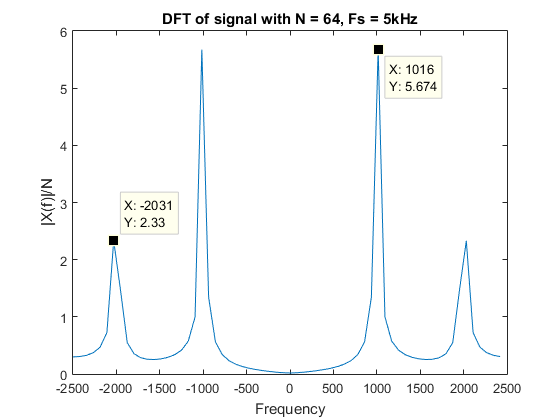 DFT of signal with N = 64, Fs = 5kHz
6
5
4
3
2
1
0
|X(f)|/N
X: 1016
Y: 5.674
X: -2031
Y: 2.33
-2500 -2000 -1500 -1000 -500 0 500 1000 1500 2000 2500
Frequency